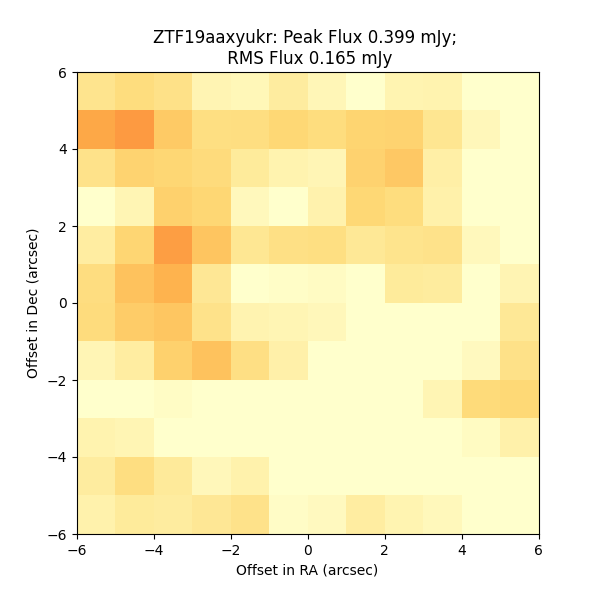 ZTF19aaxyukr: Peak Flux 0.399 mJy;
RMS Flux 0.165 mJy
6
4
2
0
−2
−4
−6
Offset in Dec (arcsec)
−6 −4 −2 0 2 4 6
Offset in RA (arcsec)